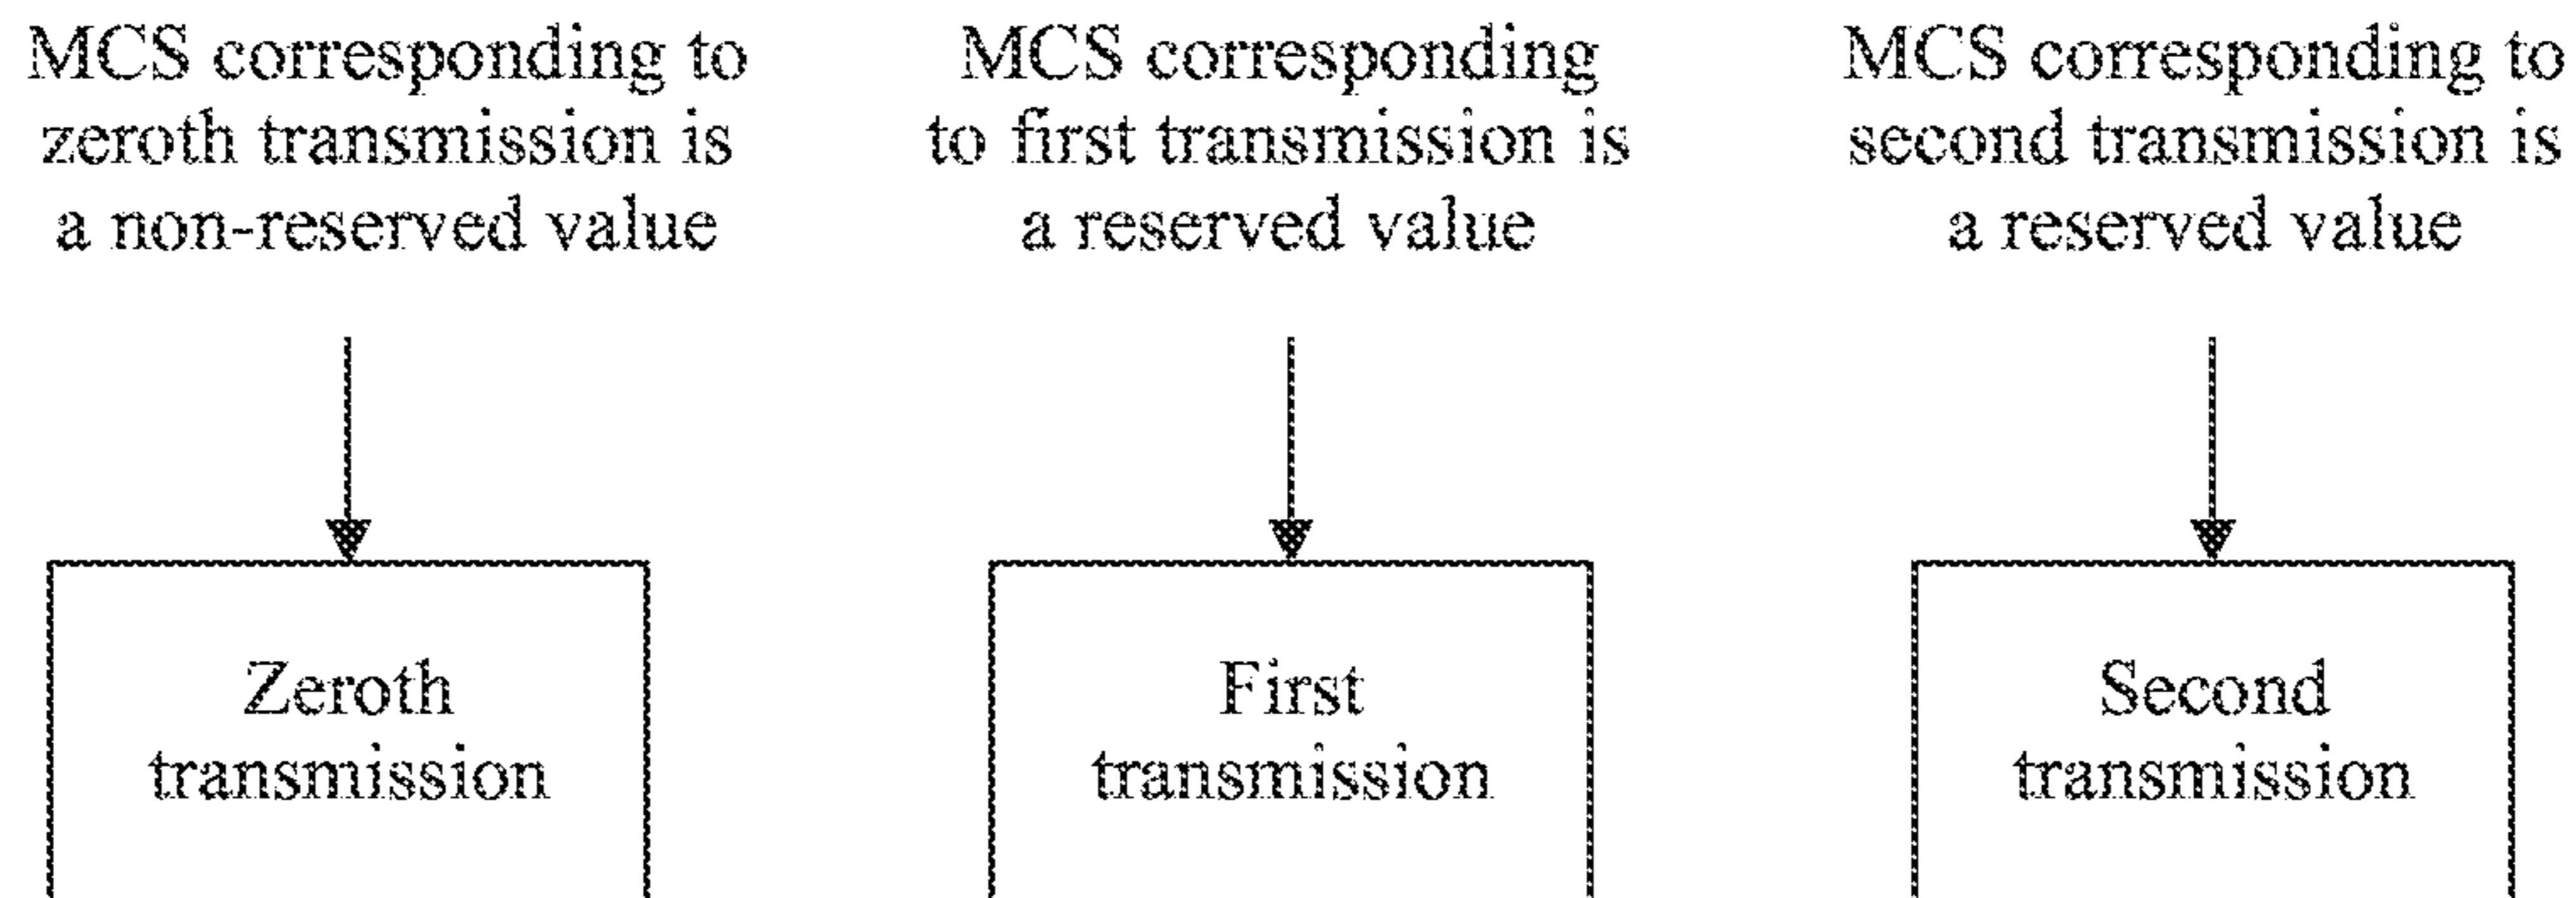 MCS corresponding to
zeroth transmission is
a non-reserved value
MCS corresponding
to first transmission is
a reserved value
MCS corresponding to
second transmission is
a reserved value
Zeroth
transmission
First
transmission
Second
transmission